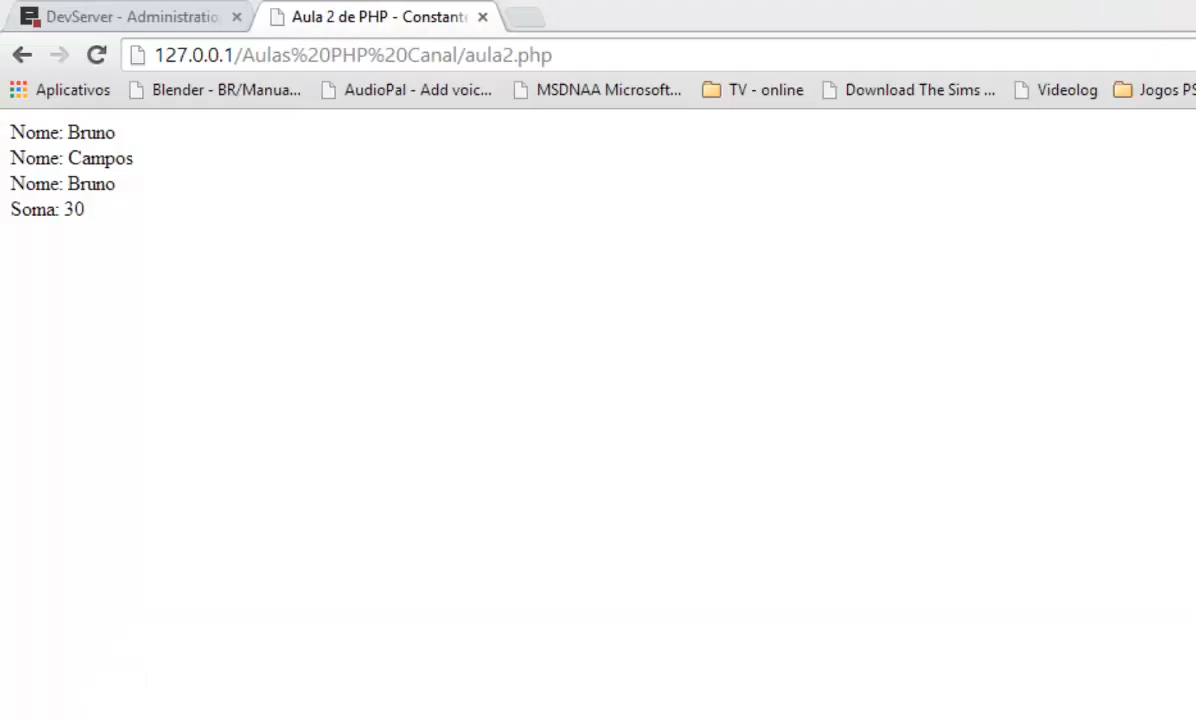 DevServer - Administratio
Aula 2 de PHP - Constant
127.0.0.1/Aulas%20PHP%20Canal/aula2.php
Aplicativos Blender - BR/Manua... AudioPal - Add voic... MSDNAA Microsoft... TV - online Download The Sims ... Videolog Jogos PS
Nome: Bruno
Nome: Campos
Nome: Bruno
Soma: 30